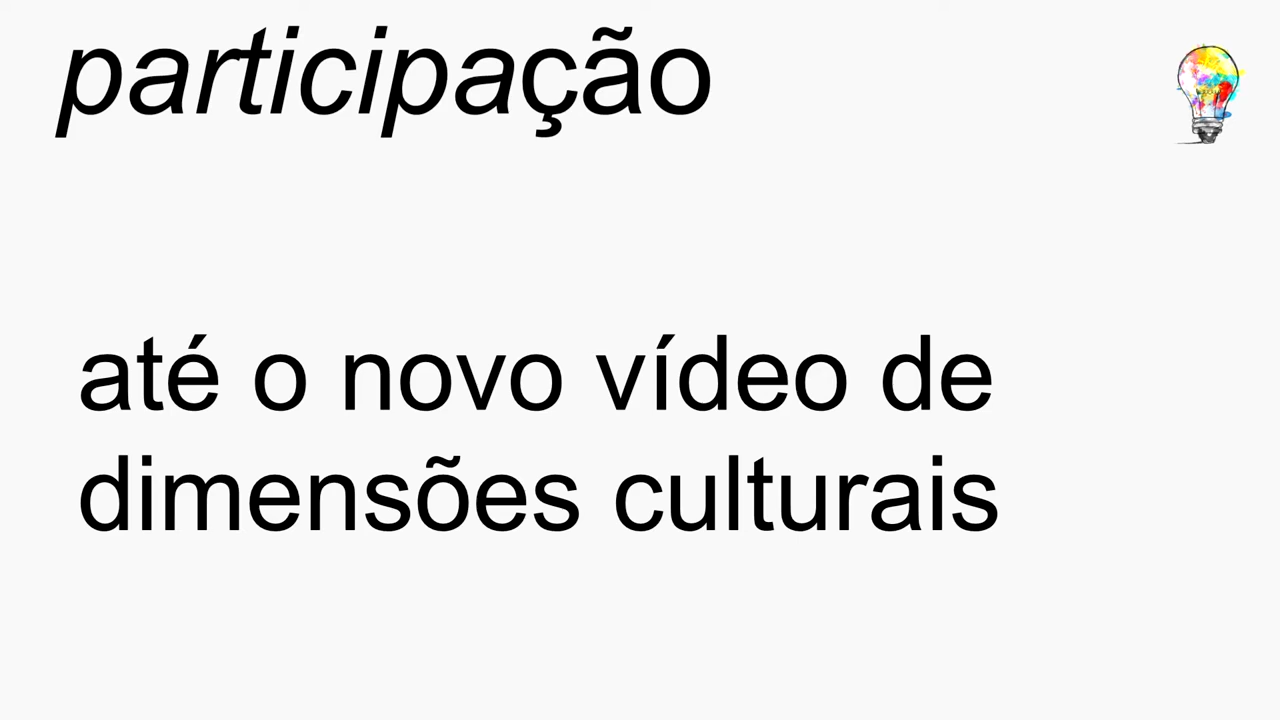 participação
até o novo vídeo de
dimensões culturais